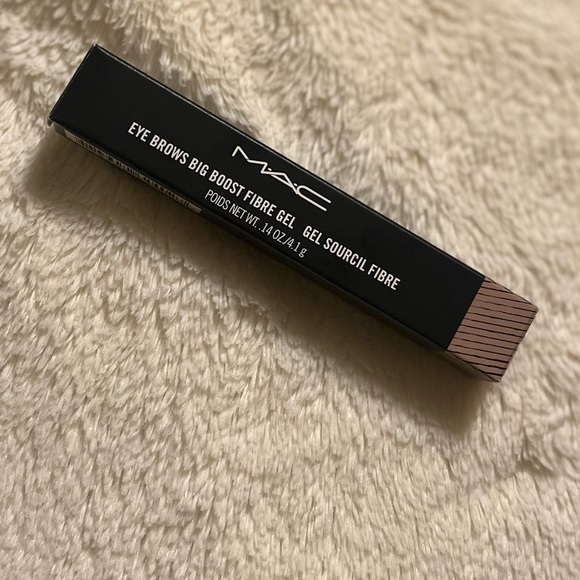 MAC
EYE BROWS BIG BOOST FIBRE GEL GEL SOURCIL FIBRE
POIDS NET WT. .14 OZ./4.1 g